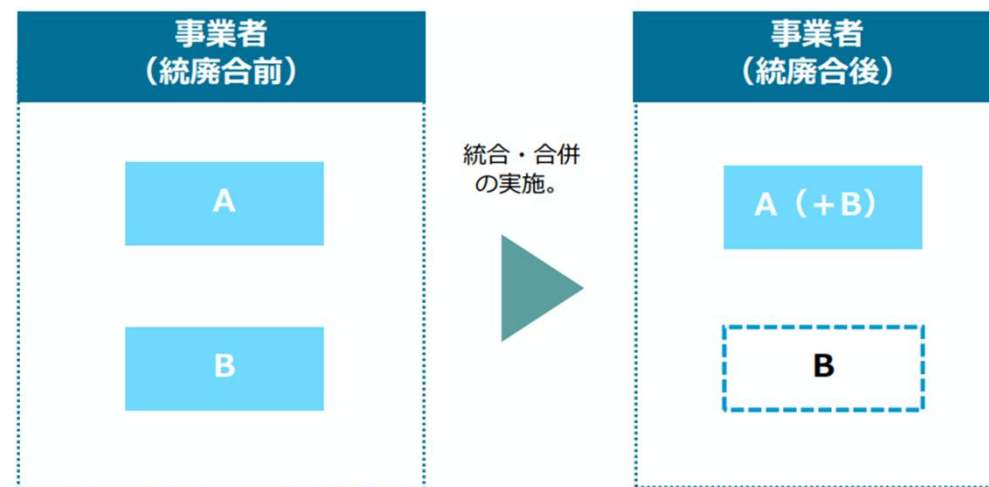 事業者
（統廃合前）
事業者
（統廃合後）
統合・合併
の実施。
A
A（＋B）
B
B